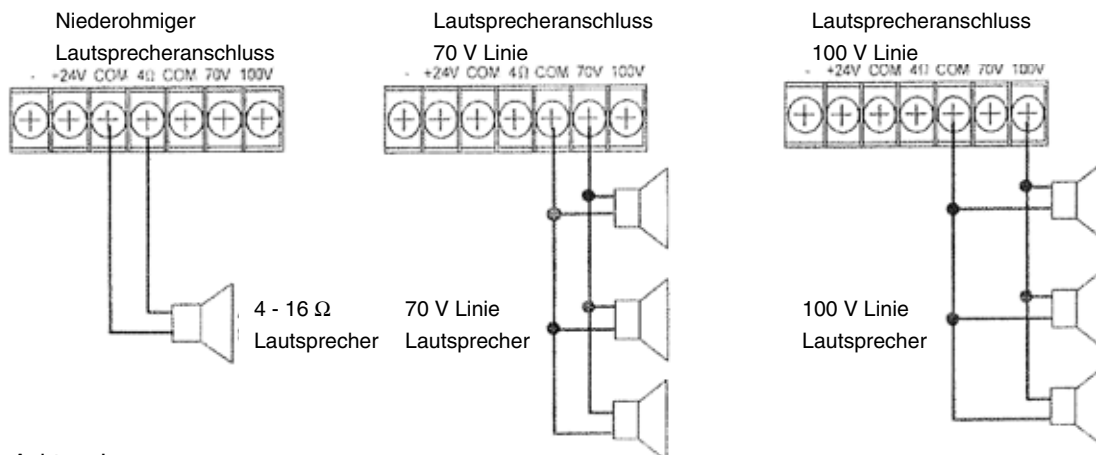 Niederohmiger
Lautsprecheranschluss
- +24V COM 4Ω COM 70V 100V
4 - 16 Ω
Lautsprecher
Lautsprecheranschluss
70 V Linie
- +24V COM 4Ω COM 70V 100V
70 V Linie
Lautsprecher
Lautsprecheranschluss
100 V Linie
- +24V COM 4Ω COM 70V 100V
100 V Linie
Lautsprecher